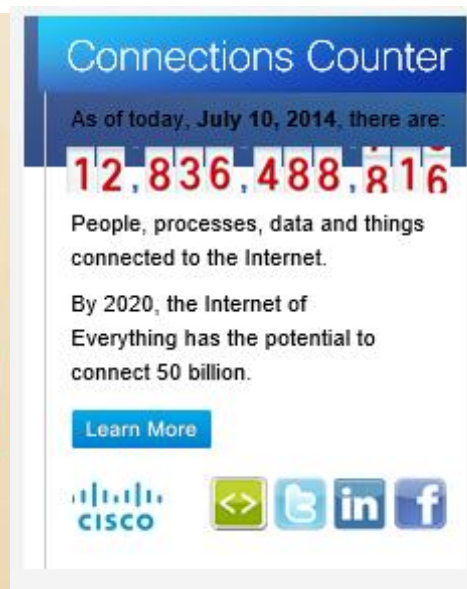 Connections Counter
As of today, July 10, 2014, there are:
12,836,488,816
People, processes, data and things
connected to the Internet.
By 2020, the Internet of
Everything has the potential to
connect 50 billion.
Learn More
CISCO
<> t in f